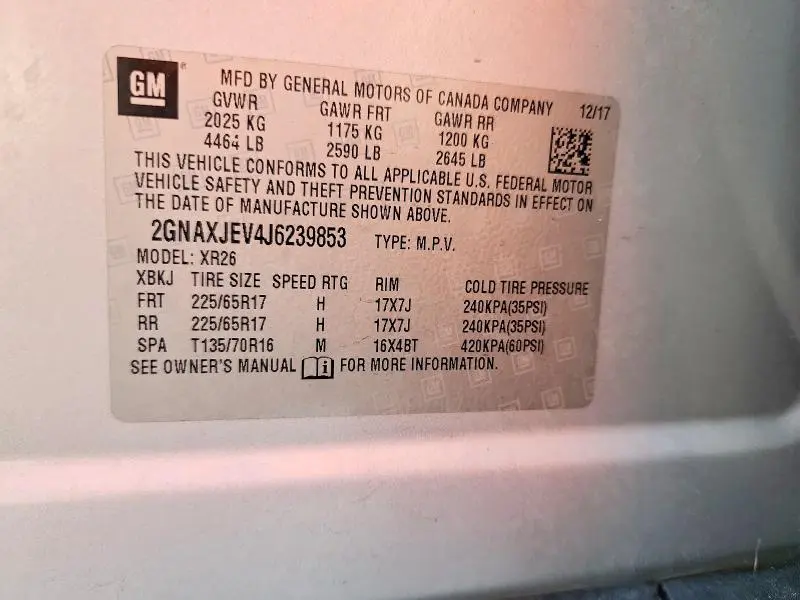 GM
MFD BY GENERAL MOTORS OF CANADA COMPANY 12/17
GVWR GAWR FRT GAWR RR
2025 KG 1175 KG 1200 KG
4464 LB 2590 LB 2645 LB
THIS VEHICLE CONFORMS TO ALL APPLICABLE U.S. FEDERAL MOTOR
VEHICLE SAFETY AND THEFT PREVENTION STANDARDS IN EFFECT ON
THE DATE OF MANUFACTURE SHOWN ABOVE.
2GNAXJEV4J6239853 TYPE: M.P.V.
MODEL: XR26
XBKJ TIRE SIZE SPEED RTG RIM COLD TIRE PRESSURE
FRT 225/65R17 H 17X7J 240KPA(35PSI)
RR 225/65R17 H 17X7J 240KPA(35PSI)
SPA T135/70R16 M 16X4BT 420KPA(60PSI)
SEE OWNER'S MANUAL i FOR MORE INFORMATION.